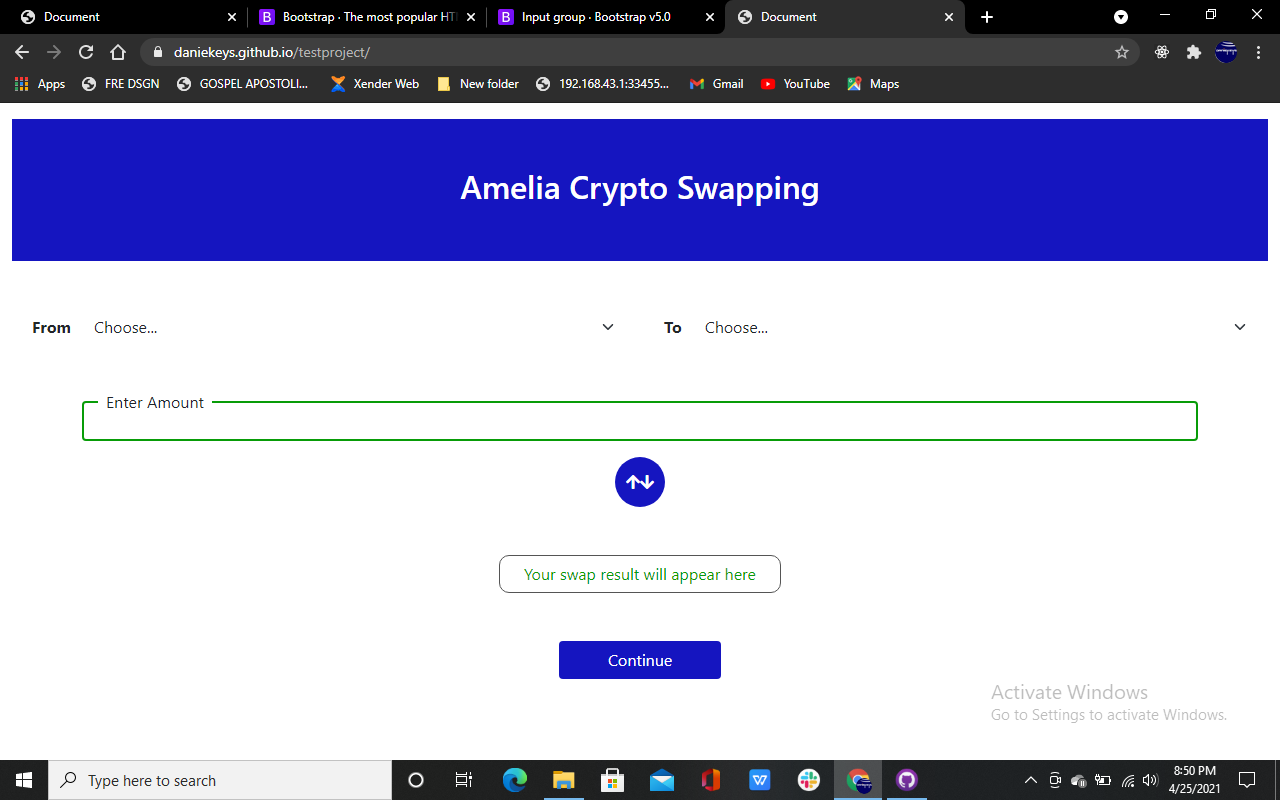 Document
Bootstrap · The most popular HT
Input group · Bootstrap v5.0
Document
daniekeys.github.io/testproject/
Apps
FRE DSGN
GOSPEL APOSTOLI...
Xender Web
New folder
192.168.43.1:33455...
Gmail
YouTube
Maps
Amelia Crypto Swapping
From
Choose...
To
Choose...
Enter Amount
Your swap result will appear here
Continue
Activate Windows
Go to Settings to activate Windows.
Type here to search
8:50 PM
4/25/2021